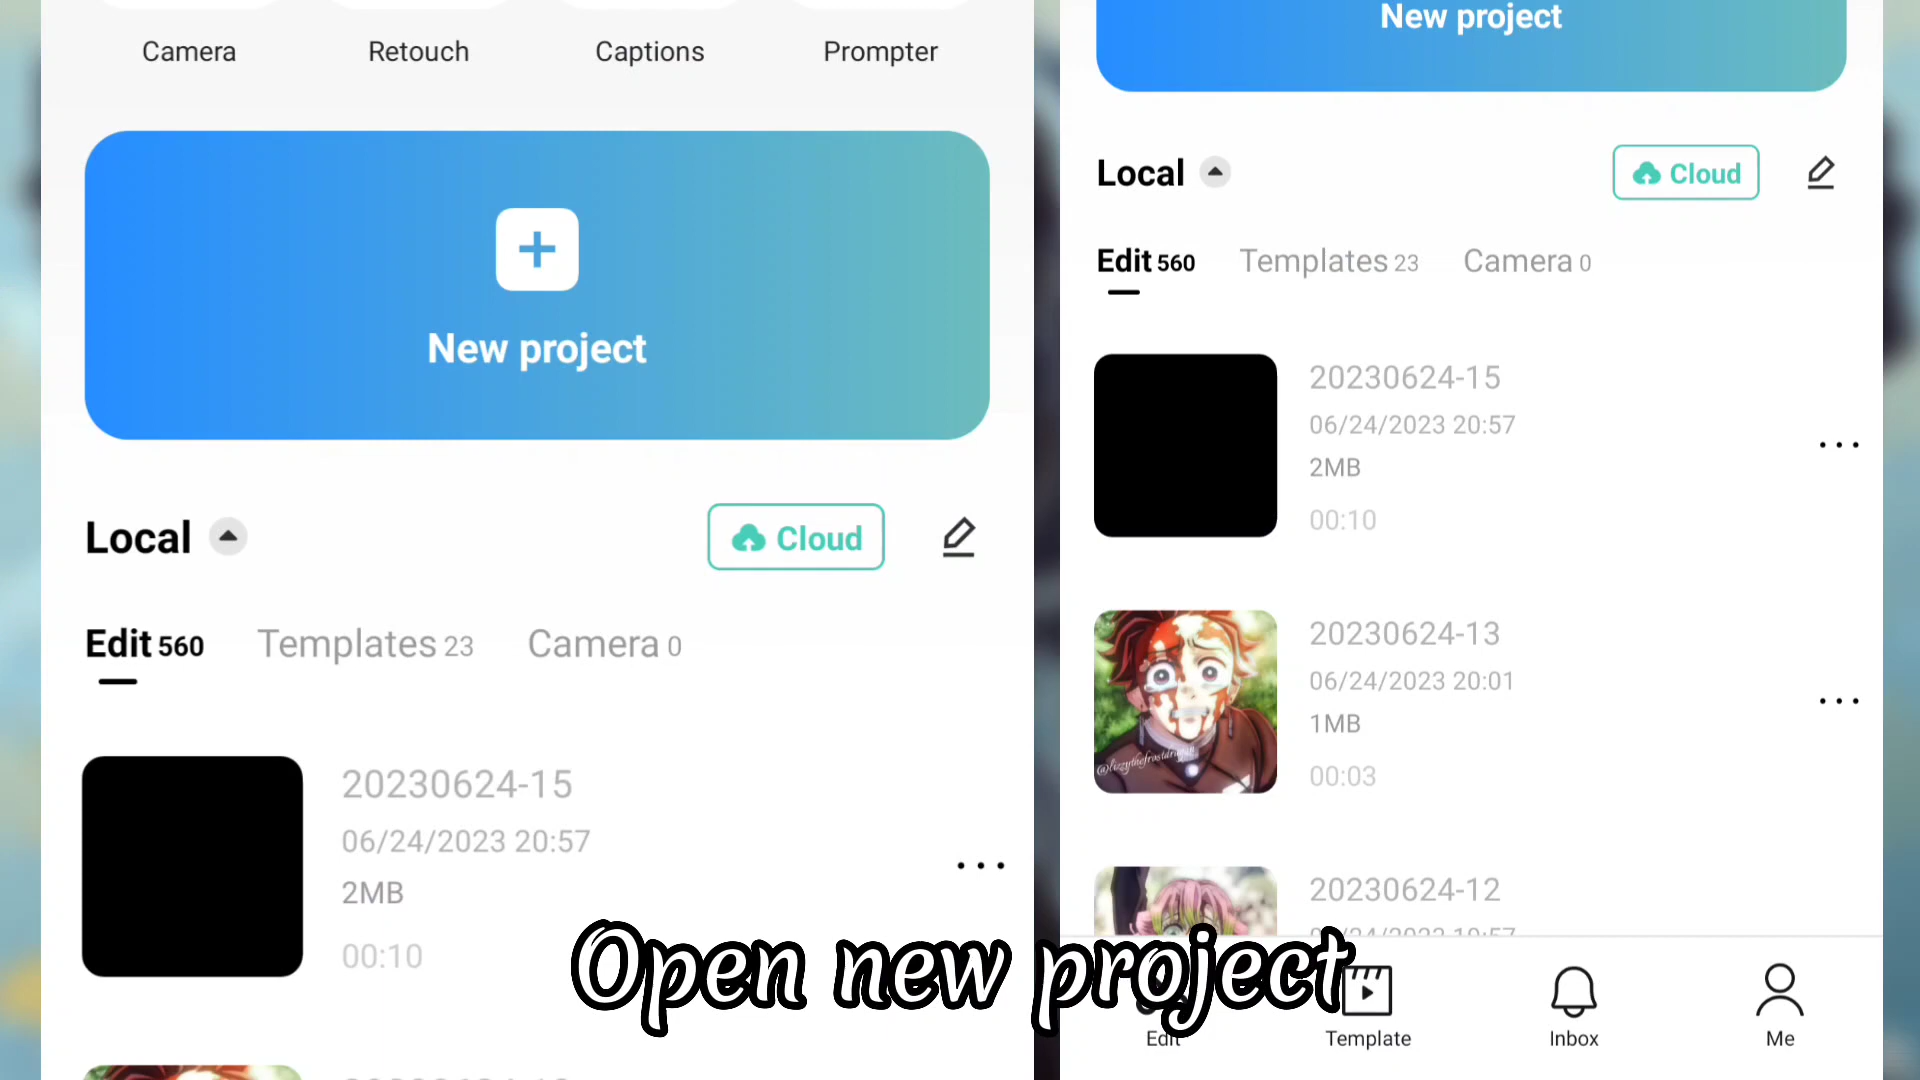 Camera
Retouch
Captions
Prompter
New project
Local
Cloud
Edit 560
Templates 23
Camera 0
20230624-15
06/24/2023 20:57
2MB
00:10
New project
Local
Cloud
Edit 560
Templates 23
Camera 0
20230624-15
06/24/2023 20:57
2MB
00:10
20230624-13
06/24/2023 20:01
1MB
00:03
@lizzythefrostdragon
20230624-12
Open new project
Edit
Template
Inbox
Me